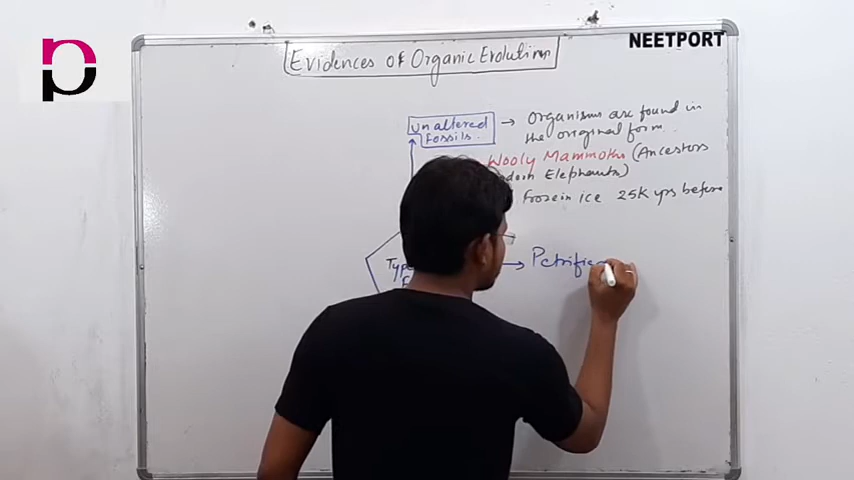 NEETPORT
Evidences of Organic Evolution
Unaltered
Fossils.
→ Organisms are found in
the original form.
Wooly Mammoths (Ancestors
Elephants)
Frozen in ice 25K yrs before
Type
→ Petrifie